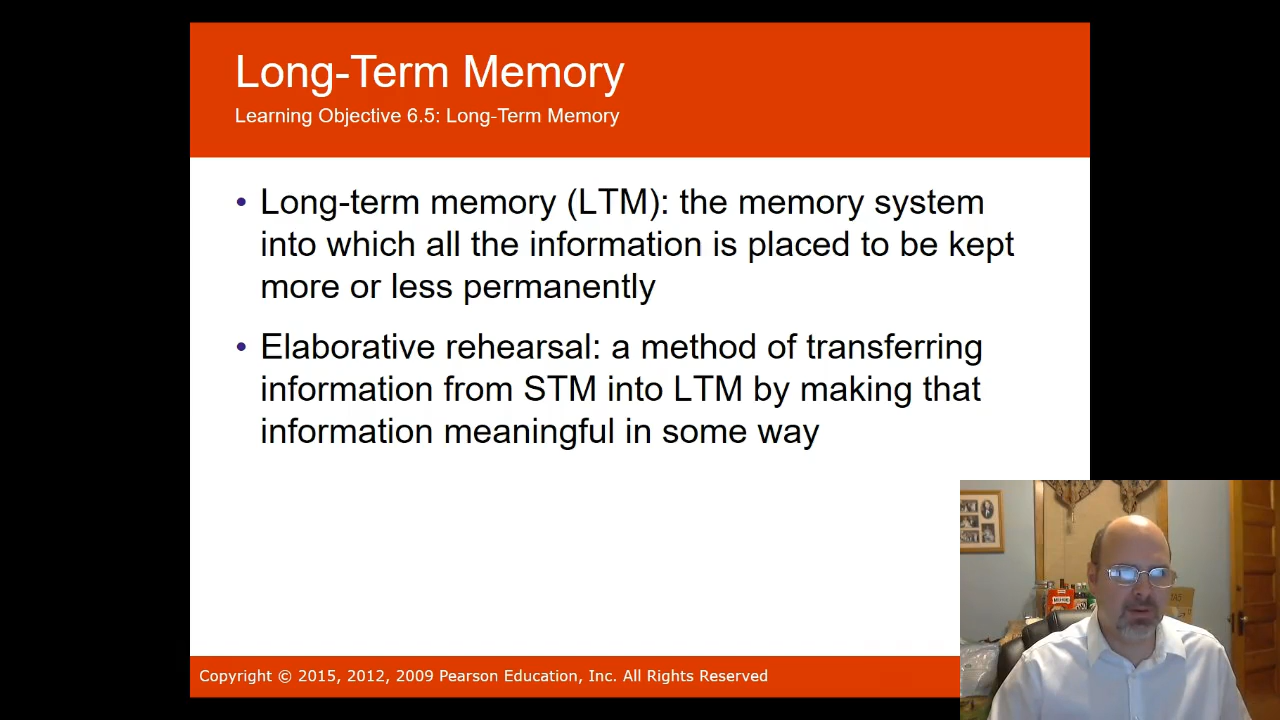 Long-Term Memory
Learning Objective 6.5: Long-Term Memory
• Long-term memory (LTM): the memory system
into which all the information is placed to be kept
more or less permanently
• Elaborative rehearsal: a method of transferring
information from STM into LTM by making that
information meaningful in some way
Copyright © 2015, 2012, 2009 Pearson Education, Inc. All Rights Reserved